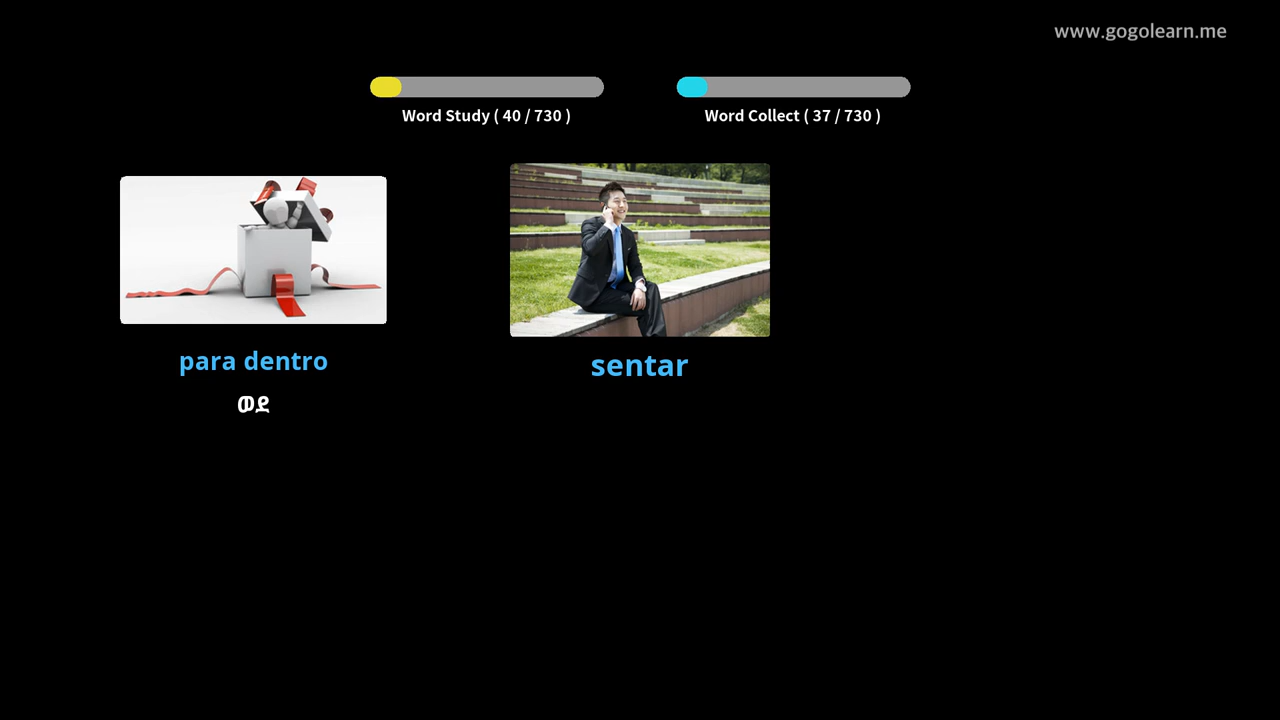 www.gogolearn.me
Word Study ( 40 / 730 )
Word Collect ( 37 / 730 )
para dentro
ወደ
sentar